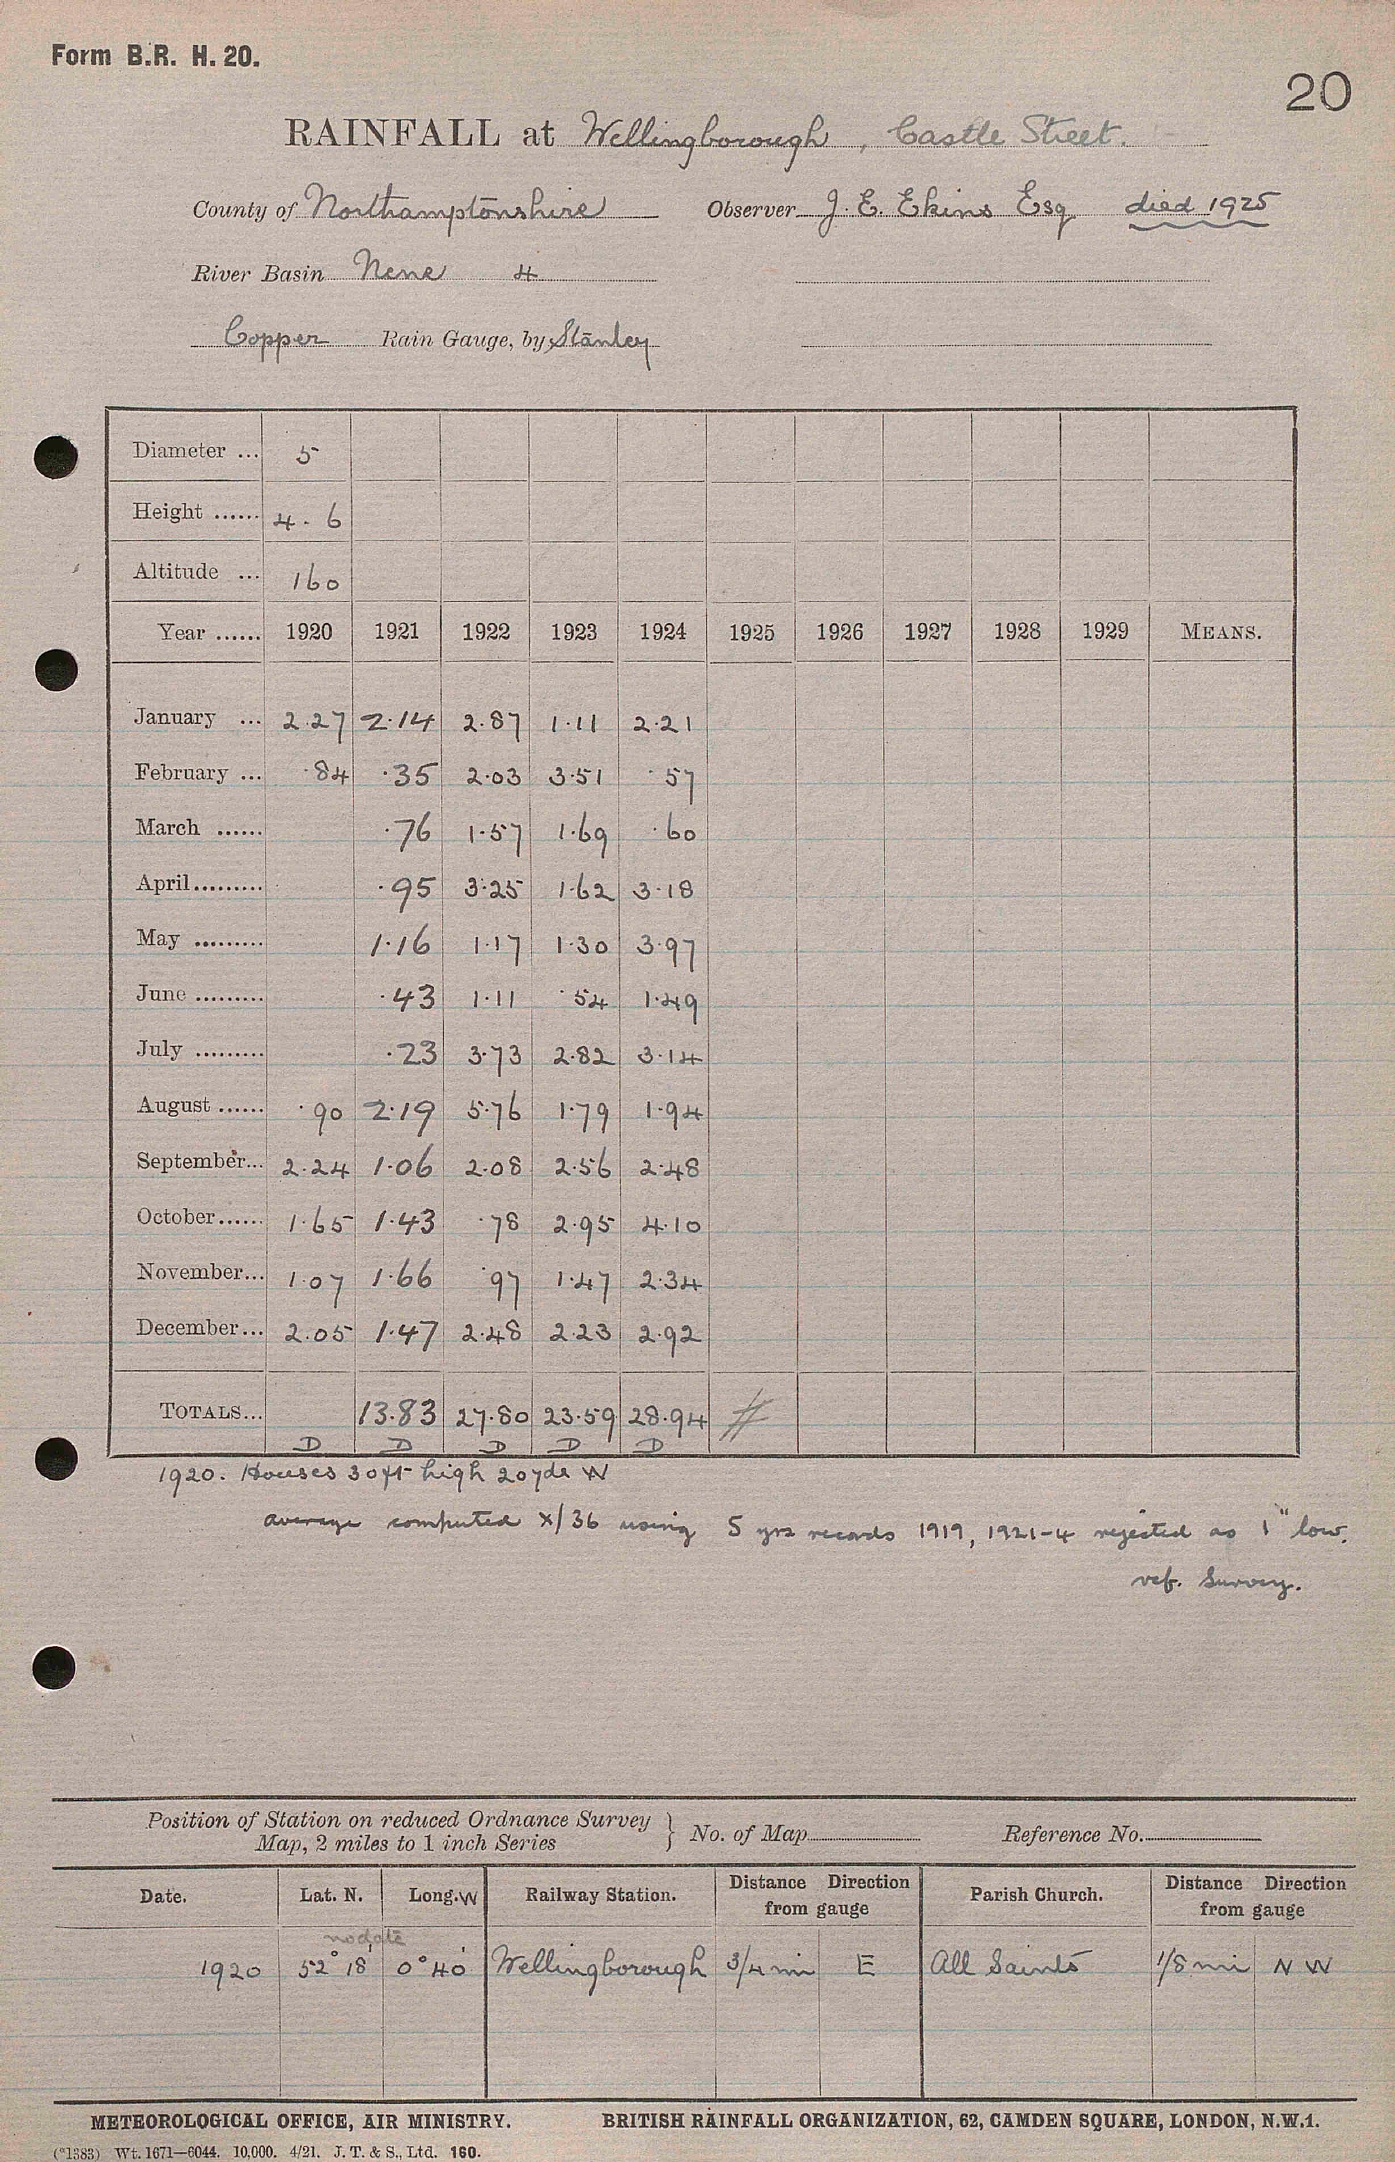 Form B.R. H. 20.
20
RAINFALL at Wellingborough, Castle Street.
County of Northamptonshire Observer J. E. Ekins Esq died 1925
River Basin Nene 4
Copper Rain Gauge, by Stanley
Diameter ... 5
Height ...... 4. 6
Altitude ... 160
Year ...... 1920 1921 1922 1923 1924 1925 1926 1927 1928 1929 MEANS.
January ... 2.27 2.14 2.87 1.11 2.21
February ... .84 .35 2.03 3.51 .57
March ...... .76 1.57 1.69 .60
April......... .95 3.25 1.62 3.18
May ......... 1.16 1.17 1.30 3.97
June ......... .43 1.11 .54 1.49
July ......... .23 3.73 2.82 3.14
August ...... .90 2.19 5.76 1.79 1.94
September... 2.24 1.06 2.08 2.56 2.48
October...... 1.65 1.43 .78 2.95 4.10
November... 1.07 1.66 .97 1.47 2.34
December... 2.05 1.47 2.48 2.23 2.92
TOTALS... 13.83 27.80 23.59 28.94 #
D D D D D
1920. Houses 30ft high 20yds W
average computed x/36 using 5 yrs records 1919, 1921-4 rejected as 1" low.
ref. Survey.
Position of Station on reduced Ordnance Survey
Map, 2 miles to 1 inch Series } No. of Map Reference No.
Date. Lat. N. Long. W Railway Station. Distance Direction from gauge Parish Church. Distance Direction from gauge
no date
1920 52° 18' 0° 40' Wellingborough 3/4 mi E All Saints 1/8 mi N W
METEOROLOGICAL OFFICE, AIR MINISTRY. BRITISH RAINFALL ORGANIZATION, 62, CAMDEN SQUARE, LONDON, N.W.1.
(*1383) Wt. 1671—6044. 10,000. 4/21. J. T. & S., Ltd. 160.